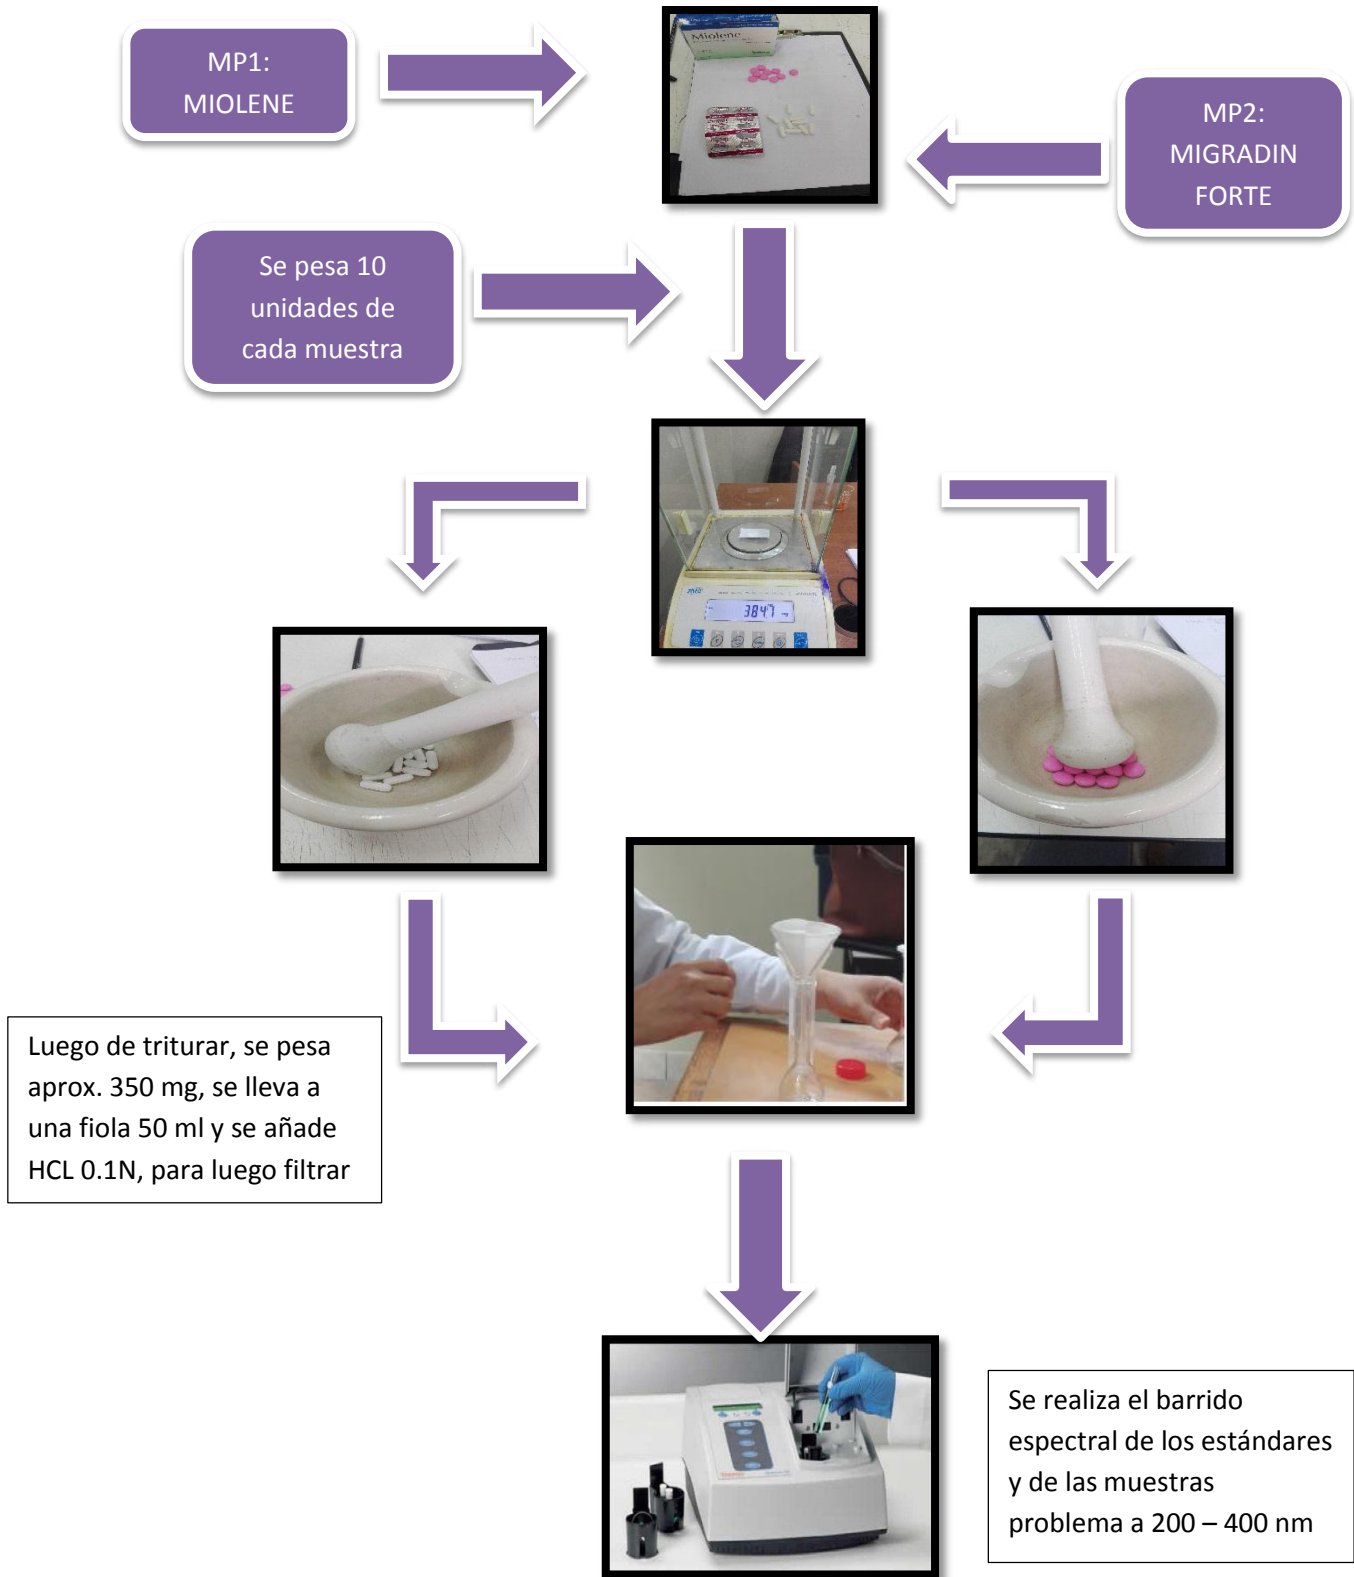 MP1:
MIOLENE
Miolene
MP2:
MIGRADIN
FORTE
Se pesa 10
unidades de
cada muestra
3847
Luego de triturar, se pesa
aprox. 350 mg, se lleva a
una fiola 50 ml y se añade
HCL 0.1N, para luego filtrar
Se realiza el barrido
espectral de los estándares
y de las muestras
problema a 200 – 400 nm